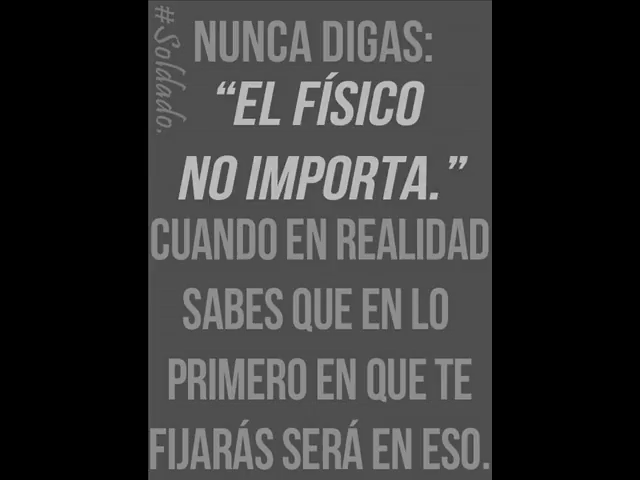 #Soldado.
NUNCA DIGAS:
“EL FÍSICO
NO IMPORTA.”
CUANDO EN REALIDAD
SABES QUE EN LO
PRIMERO EN QUE TE
FIJARÁS SERÁ EN ESO.